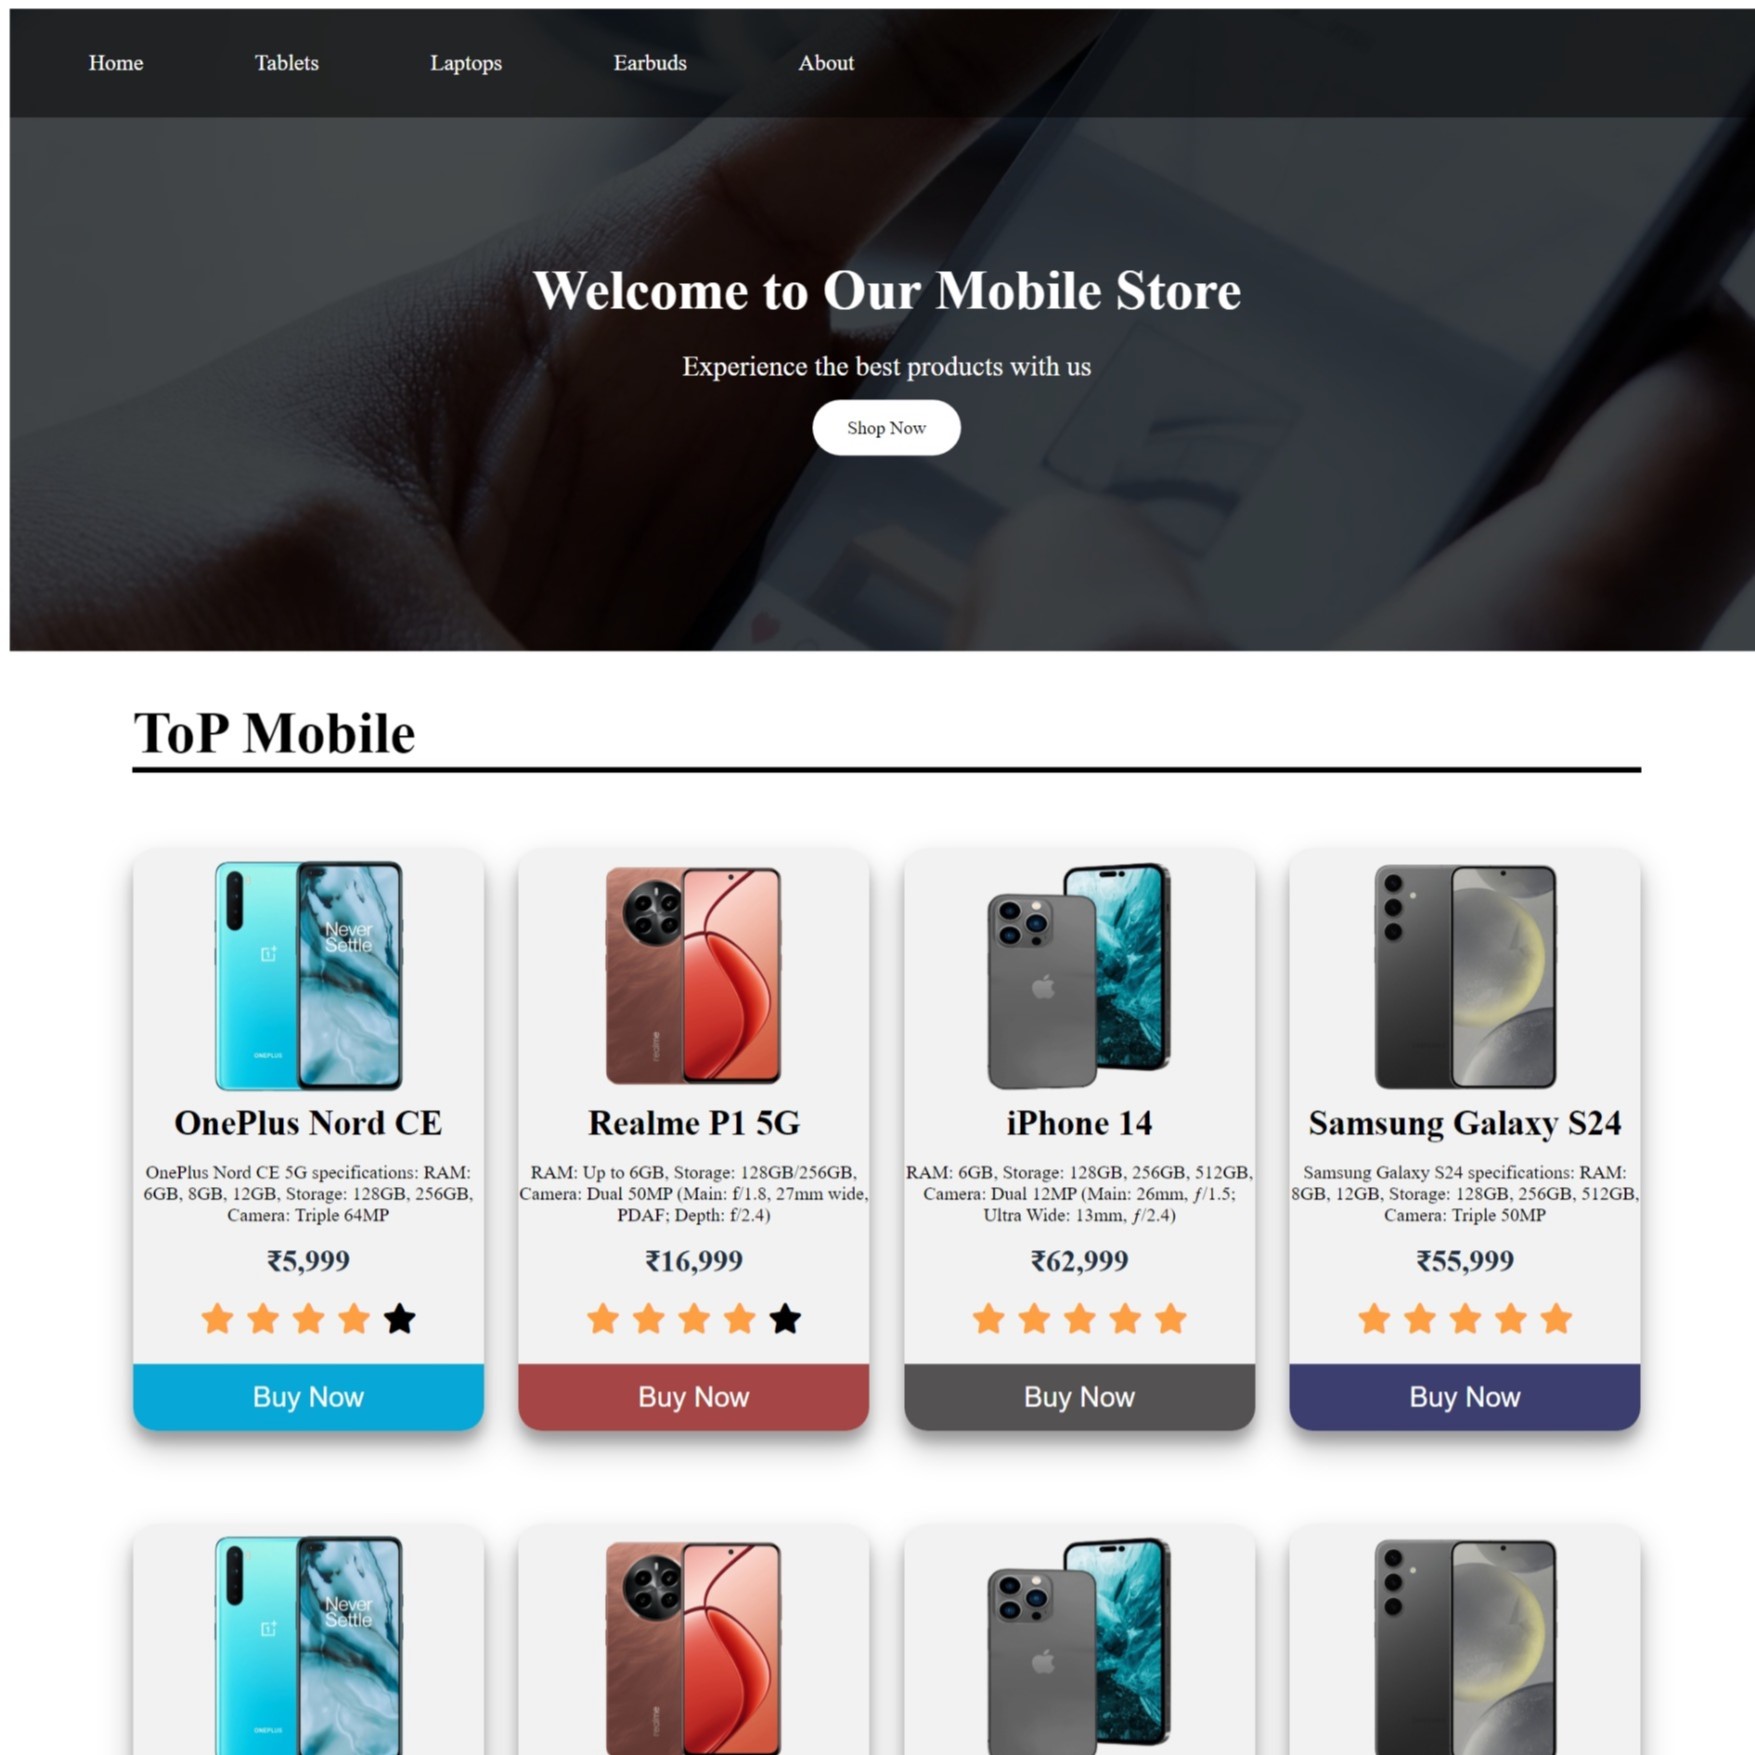 Home Tablets Laptops Earbuds About
Welcome to Our Mobile Store
Experience the best products with us
Shop Now
ToP Mobile
Never
Settle
ONEPLUS
realme
OnePlus Nord CE
OnePlus Nord CE 5G specifications: RAM:
6GB, 8GB, 12GB, Storage: 128GB, 256GB,
Camera: Triple 64MP
₹5,999
Buy Now
Realme P1 5G
RAM: Up to 6GB, Storage: 128GB/256GB,
Camera: Dual 50MP (Main: f/1.8, 27mm wide,
PDAF; Depth: f/2.4)
₹16,999
Buy Now
iPhone 14
RAM: 6GB, Storage: 128GB, 256GB, 512GB,
Camera: Dual 12MP (Main: 26mm, ƒ/1.5;
Ultra Wide: 13mm, ƒ/2.4)
₹62,999
Buy Now
Samsung Galaxy S24
Samsung Galaxy S24 specifications: RAM:
8GB, 12GB, Storage: 128GB, 256GB, 512GB,
Camera: Triple 50MP
₹55,999
Buy Now
Never
Settle
ONEPLUS
realme